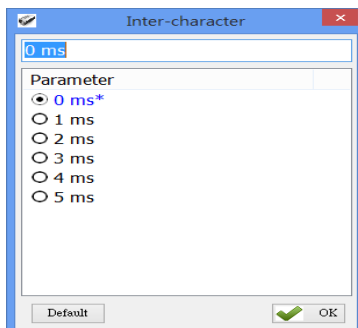 Inter-character
0 ms
Parameter
0 ms*
1 ms
2 ms
3 ms
4 ms
5 ms
Default
OK